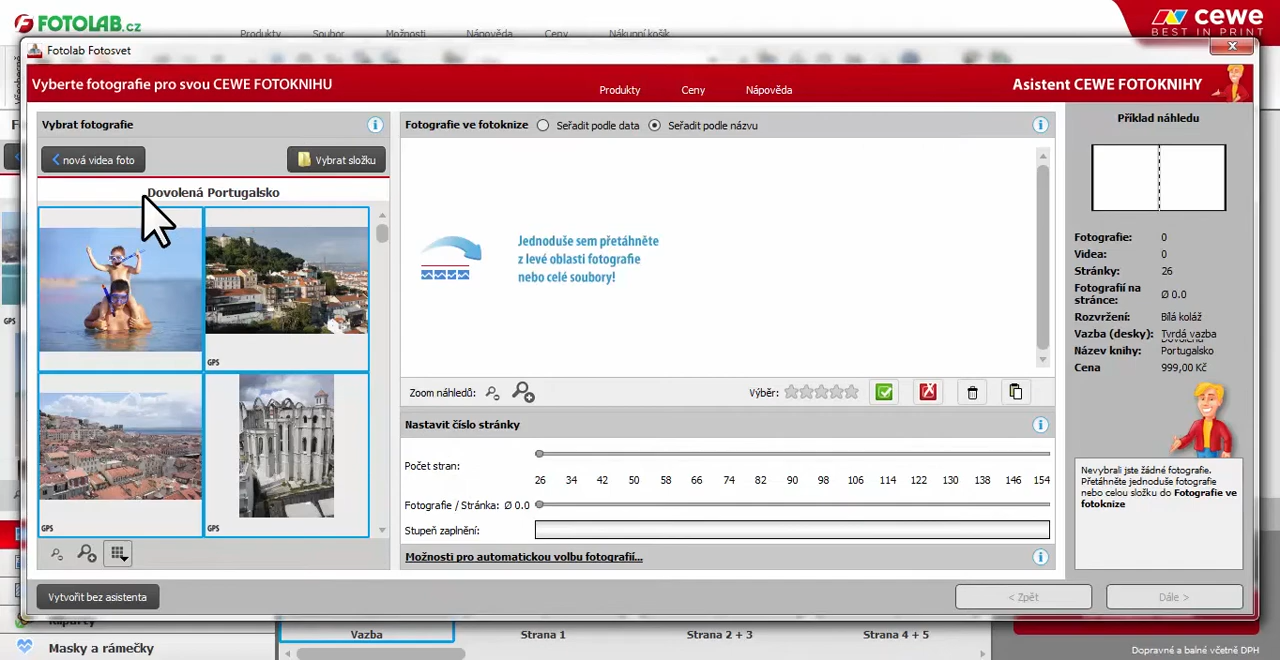 FOTOLAB.cz
Produkty Soubor Možnosti Nápověda Ceny Nákupní košík
cewe
BEST IN PRINT
Fotolab Fotosvet
Vyberte fotografie pro svou CEWE FOTOKNIHU
Produkty Ceny Nápověda
Asistent CEWE FOTOKNIHY
Vybrat fotografie
nová videa foto
Vybrat složku
Dovolená Portugalsko
GPS
GPS
GPS
GPS
Fotografie ve fotoknize
Seřadit podle data
Seřadit podle názvu
Jednoduše sem přetáhněte
z levé oblasti fotografie
nebo celé soubory!
Zoom náhledů:
Výběr:
Nastavit číslo stránky
Počet stran:
26 34 42 50 58 66 74 82 90 98 106 114 122 130 138 146 154
Fotografie / Stránka: Ø 0.0
Stupeň zaplnění:
Možnosti pro automatickou volbu fotografií...
Příklad náhledu
Fotografie: 0
Videa: 0
Stránky: 26
Fotografií na
stránce: Ø 0.0
Rozvržení: Bílá koláž
Vazba (desky): Tvrdá vazba
Název knihy: Portugalsko
Cena 999,00 Kč
Nevybrali jste žádné fotografie.
Přetáhněte jednoduše fotografie
nebo celou složku do Fotografie ve
fotoknize
Vytvořit bez asistenta
< Zpět
Dále >
Vazba Strana 1 Strana 2 + 3 Strana 4 + 5
Masky a rámečky
Dopravné a balné včetně DPH